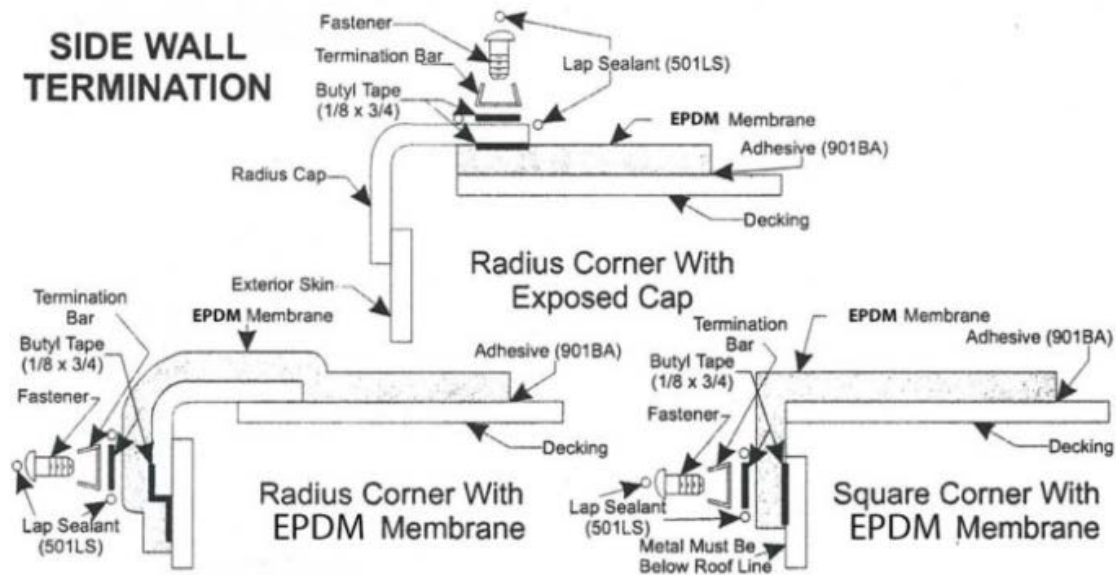 SIDE WALL
TERMINATION
Fastener
Termination Bar
Butyl Tape
(1/8 x 3/4)
Lap Sealant (501LS)
EPDM Membrane
Adhesive (901BA)
Radius Cap
Decking
Exterior Skin
Radius Corner With
Exposed Cap
Termination
Bar
EPDM Membrane
Butyl Tape
(1/8 x 3/4)
Adhesive (901BA)
Fastener
Decking
Lap Sealant
(501LS)
Radius Corner With
EPDM Membrane
Termination
Bar
EPDM Membrane
Adhesive (901BA)
Butyl Tape
(1/8 x 3/4)
Fastener
Decking
Lap Sealant
(501LS)
Square Corner With
EPDM Membrane
Metal Must Be
Below Roof Line